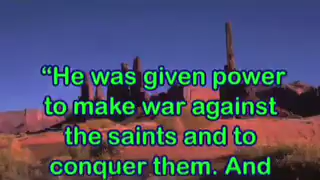 “He was given power
to make war against
the saints and to
conquer them. And